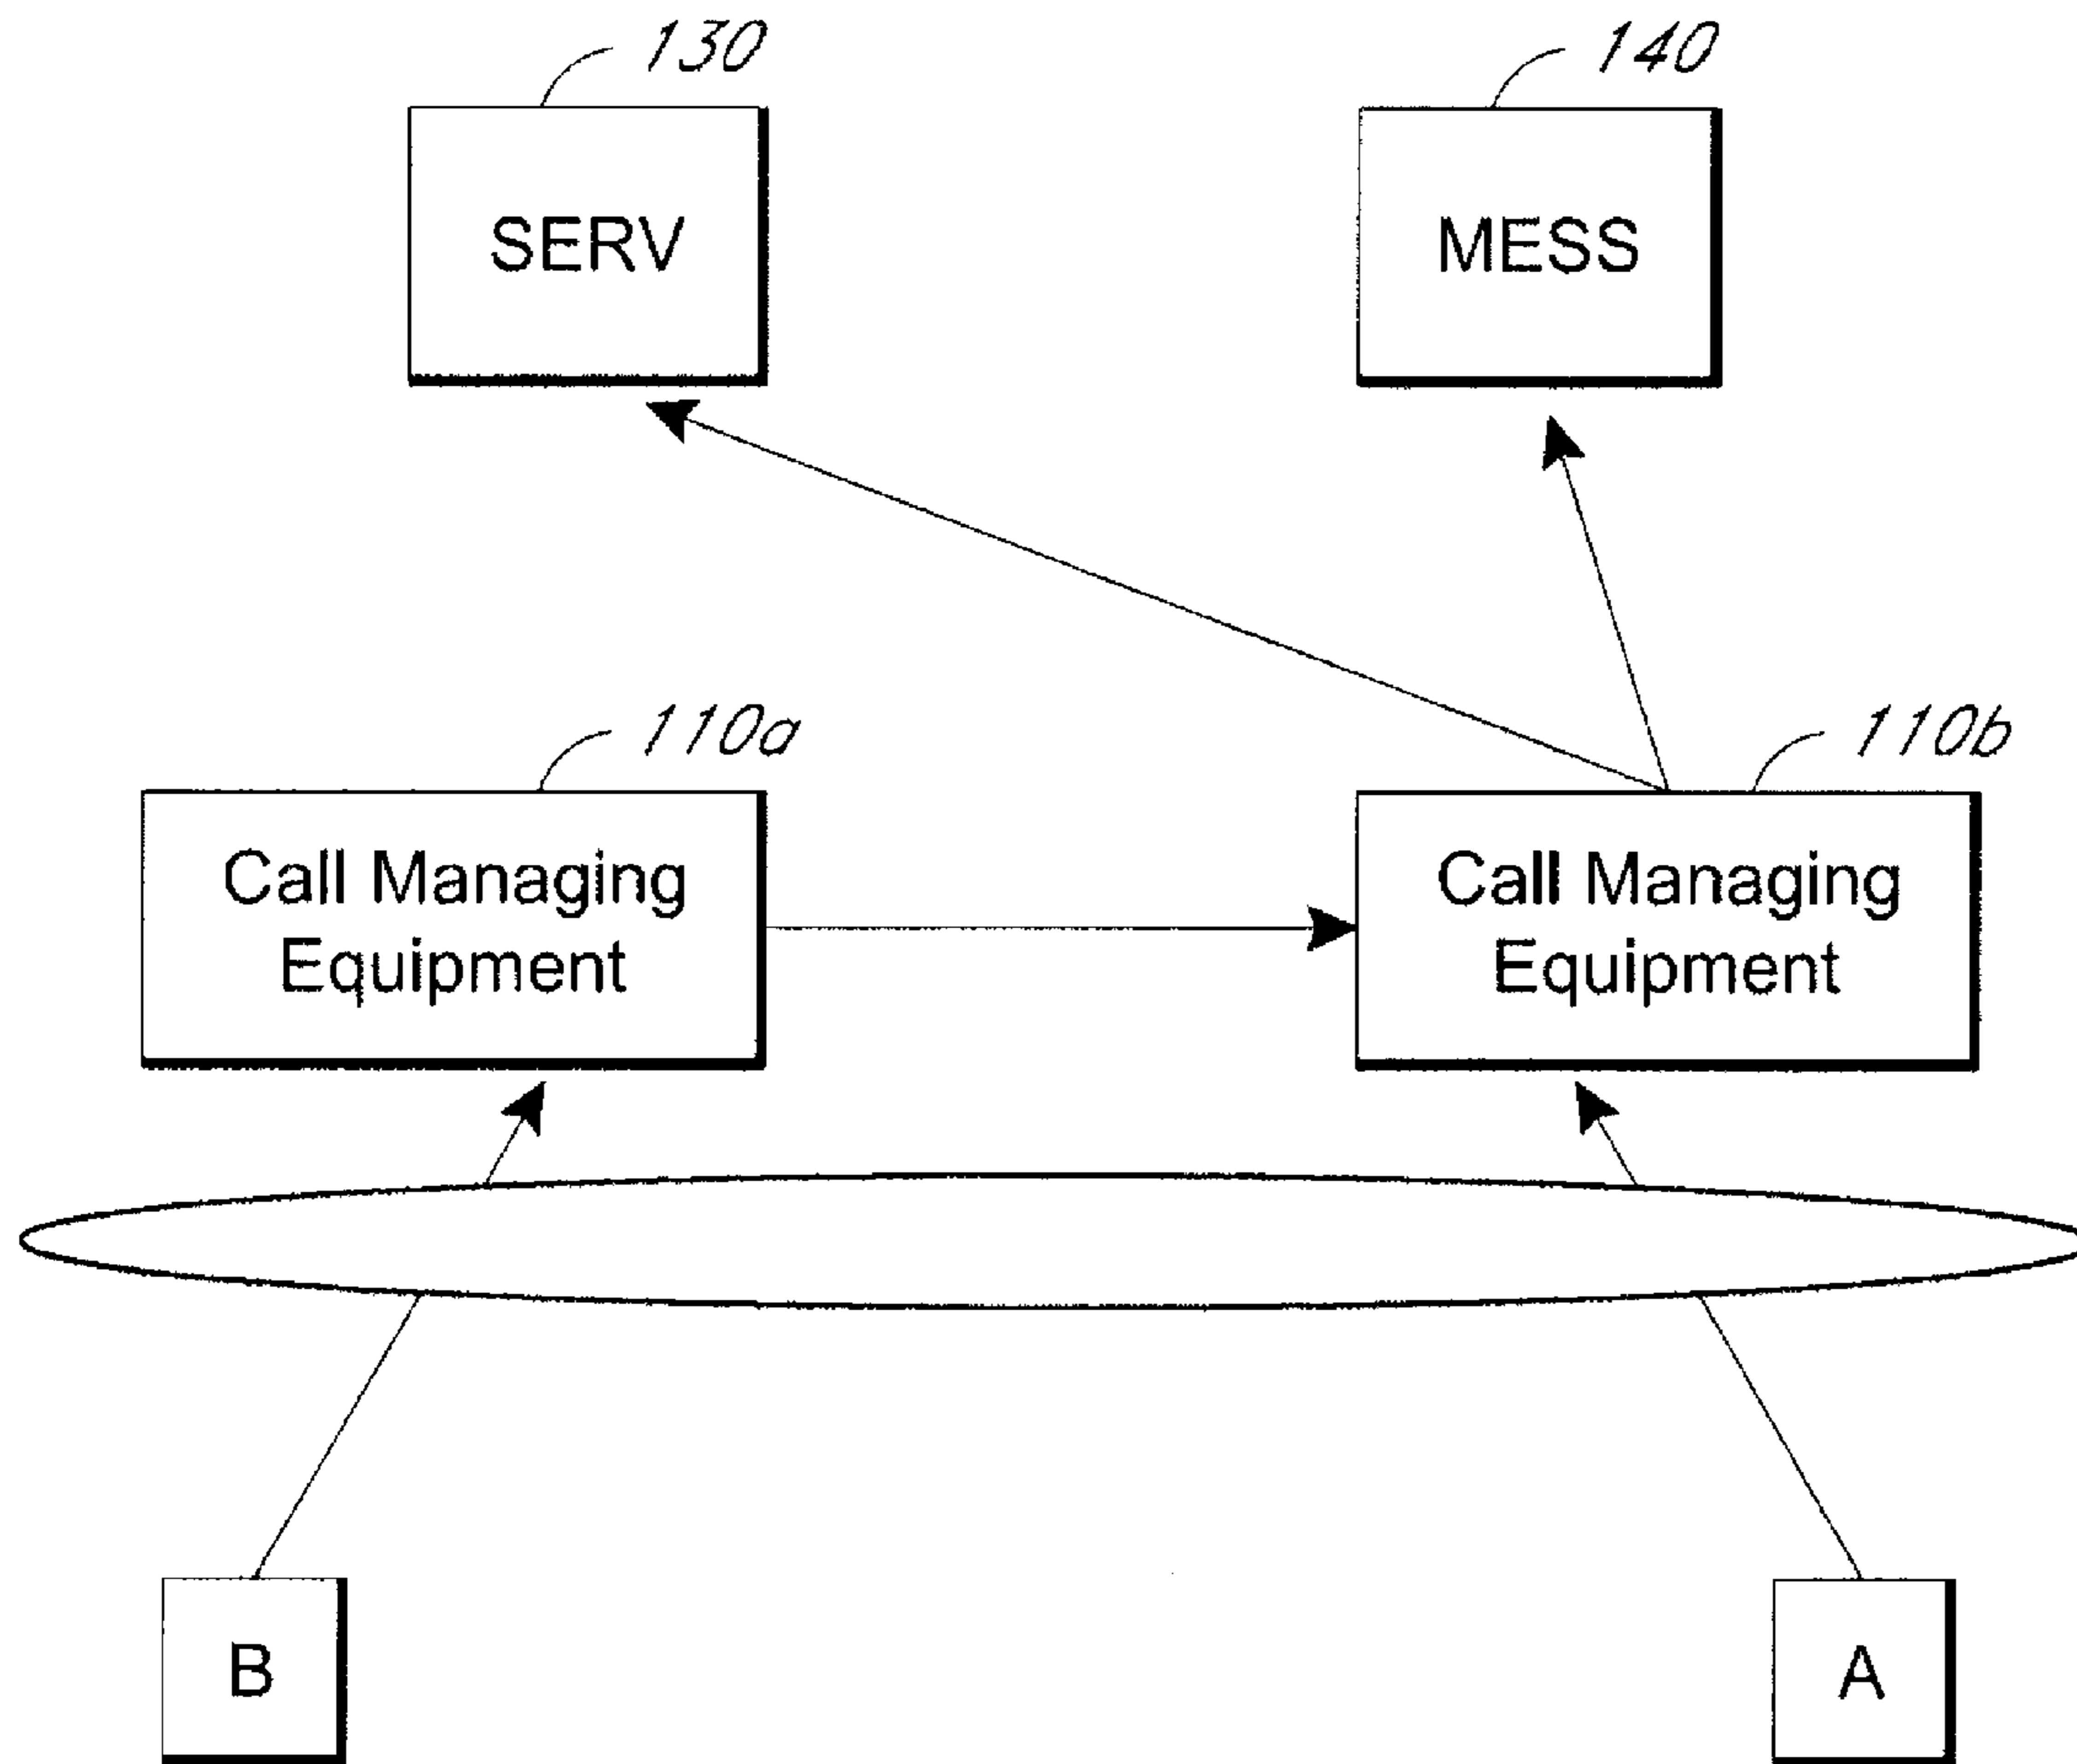 130
140
SERV
MESS
110a
110b
Call Managing
Equipment
Call Managing
Equipment
B
A